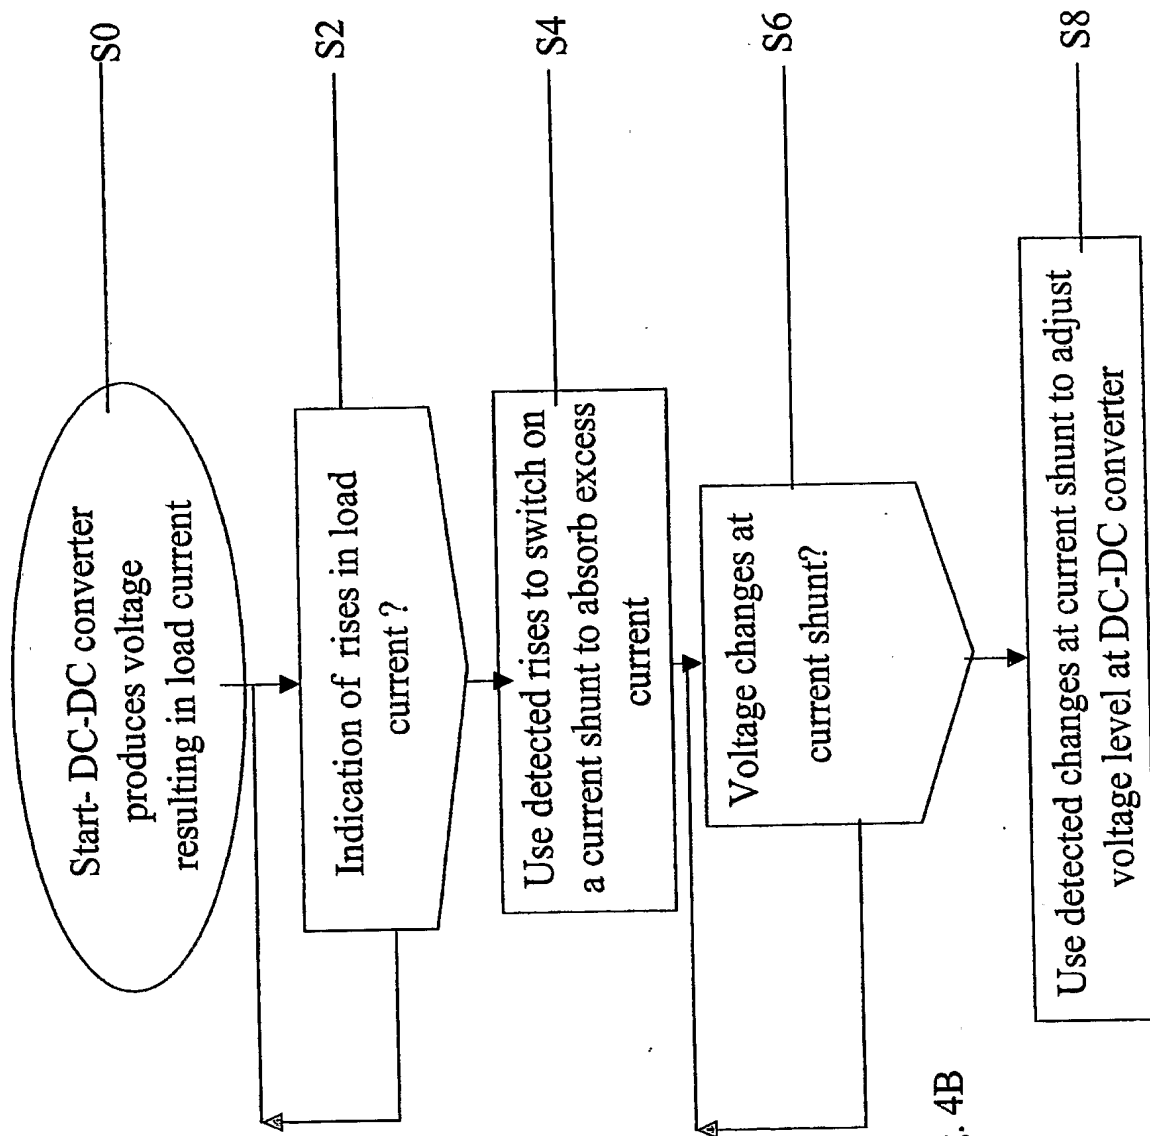 Start- DC-DC converter
produces voltage
resulting in load current
S0
Indication of rises in load
current ?
S2
Use detected rises to switch on
a current shunt to absorb excess
current
S4
Voltage changes at
current shunt?
S6
Use detected changes at current shunt to adjust
voltage level at DC-DC converter
S8
. 4B